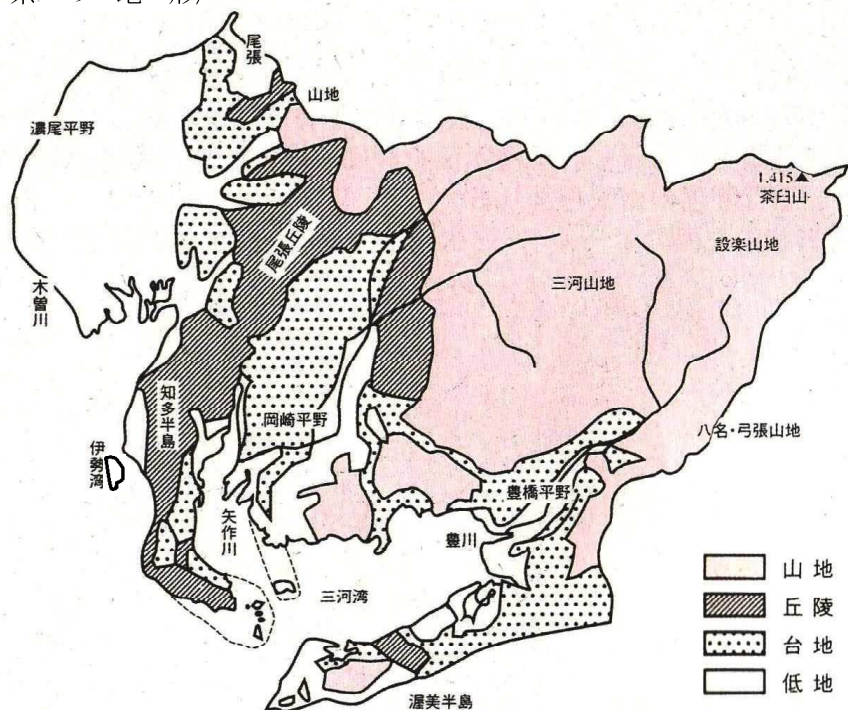 尾張
山地
濃尾平野
1,415▲
茶臼山
設楽山地
尾張丘陵
三河山地
木曽川
知多半島
岡崎平野
八名・弓張山地
伊勢湾
豊橋平野
矢作川
豊川
三河湾
渥美半島
山地
丘陵
台地
低地